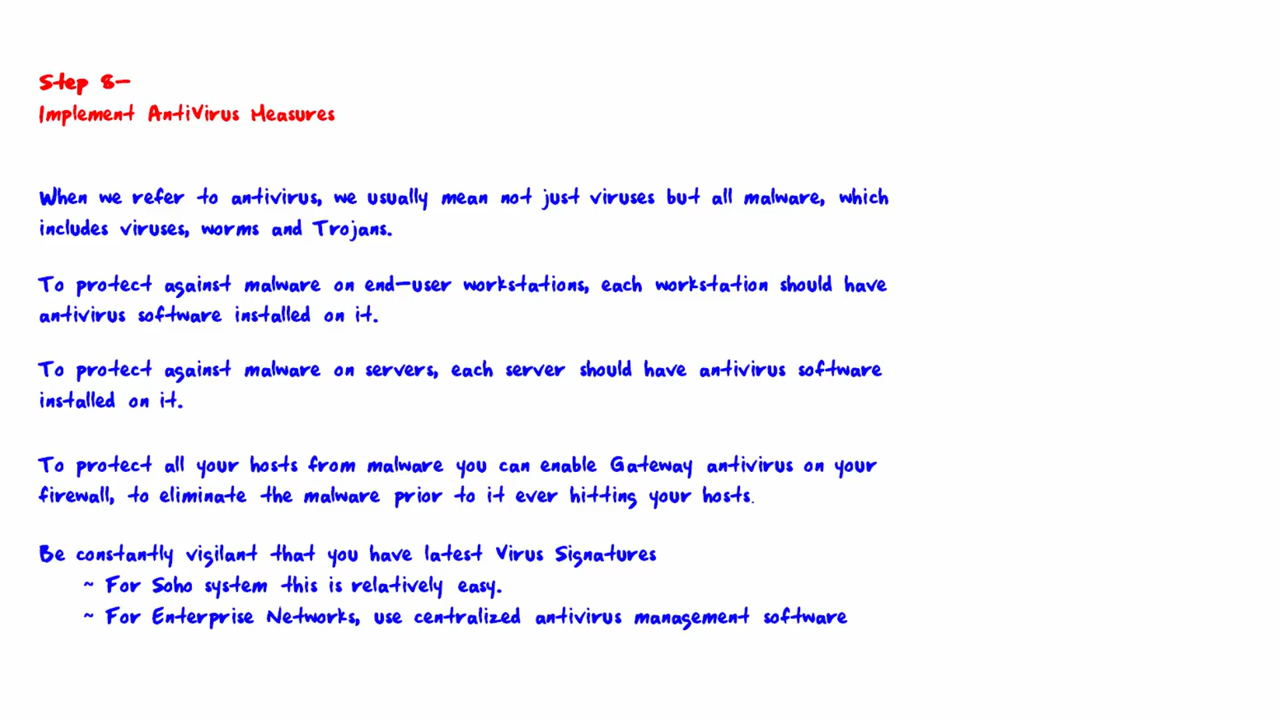 Step 8-
Implement AntiVirus Measures
When we refer to antivirus, we usually mean not just viruses but all malware, which
includes viruses, worms and Trojans.
To protect against malware on end-user workstations, each workstation should have
antivirus software installed on it.
To protect against malware on servers, each server should have antivirus software
installed on it.
To protect all your hosts from malware you can enable Gateway antivirus on your
firewall, to eliminate the malware prior to it ever hitting your hosts.
Be constantly vigilant that you have latest Virus Signatures
~ For Soho system this is relatively easy.
~ For Enterprise Networks, use centralized antivirus management software